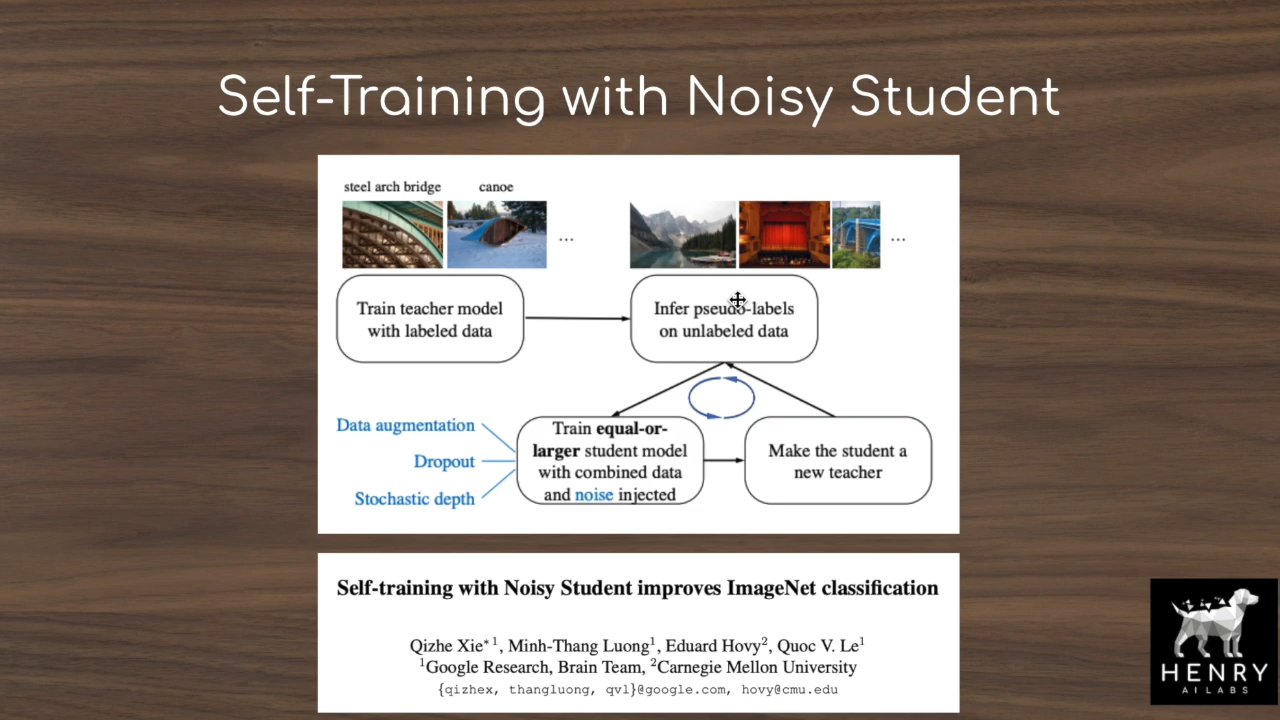 Self-Training with Noisy Student
steel arch bridge
canoe
...
...
Train teacher model
with labeled data
Infer pseudo-labels
on unlabeled data
Data augmentation
Dropout
Stochastic depth
Train equal-or-
larger student model
with combined data
and noise injected
Make the student a
new teacher
Self-training with Noisy Student improves ImageNet classification
Qizhe Xie*¹, Minh-Thang Luong¹, Eduard Hovy², Quoc V. Le¹
¹Google Research, Brain Team, ²Carnegie Mellon University
{qizhex, thangluong, qvl}@google.com, hovy@cmu.edu
HENRY
AI LABS